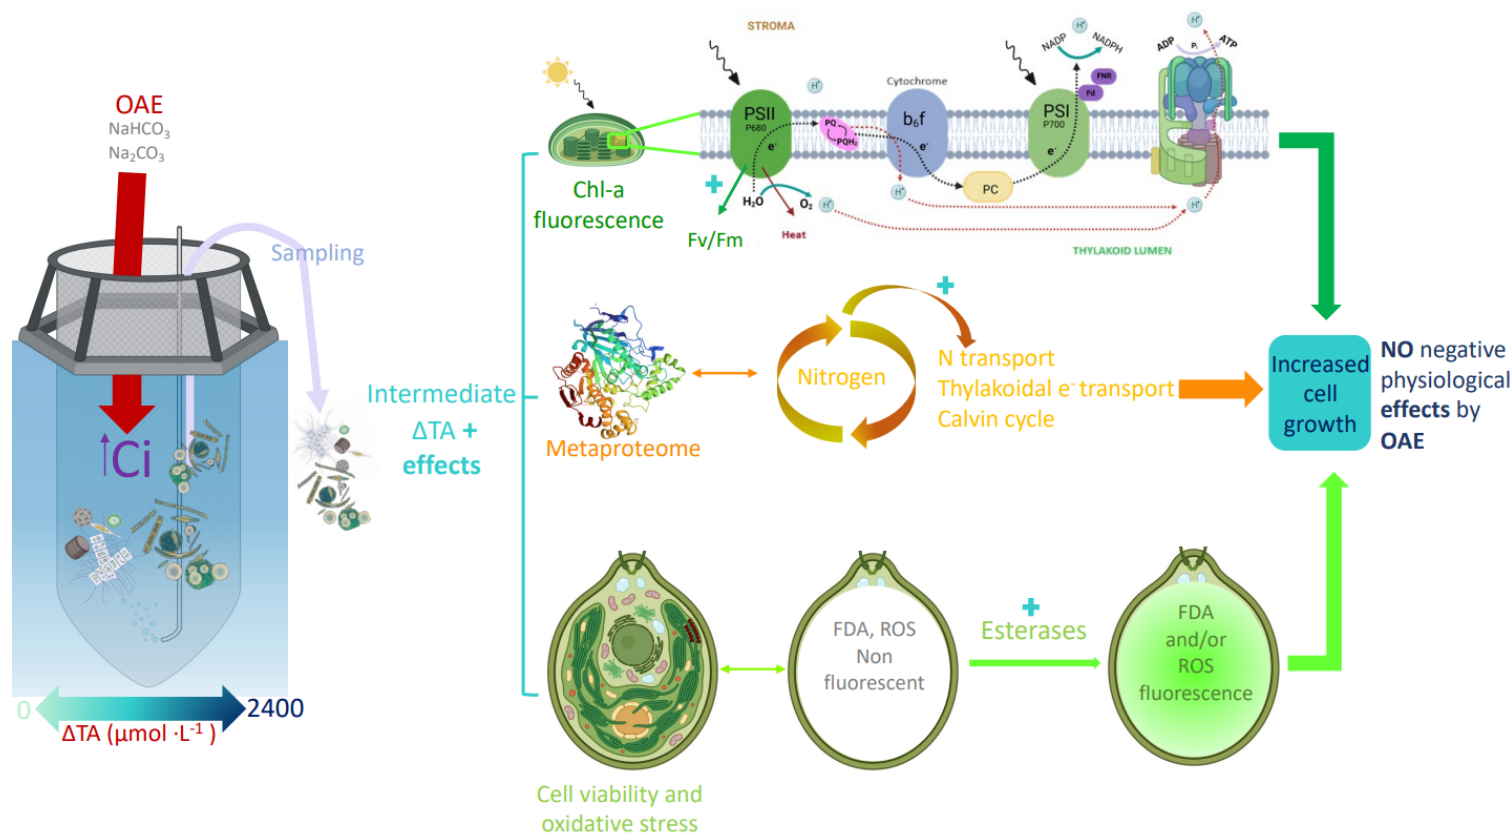 OAE
NaHCO3
Na2CO3
Sampling
↑Ci
0
2400
ΔTA (µmol ·L-1 )
Intermediate
ΔTA +
effects
Chl-a
fluorescence
STROMA
PSII
P680
e-
+
Fv/Fm
H2O
O2
Heat
H+
H+
PQ
PQH2
Cytochrome
b6f
e-
H+
PC
PSI
P700
e-
Fd
FNR
NADP
H+
NADPH
ADP
Pi
ATP
H+
H+
THYLAKOID LUMEN
Metaproteome
Nitrogen
+
N transport
Thylakoidal e- transport
Calvin cycle
Increased
cell
growth
NO negative
physiological
effects by
OAE
Cell viability and
oxidative stress
FDA, ROS
Non
fluorescent
+
Esterases
FDA
and/or
ROS
fluorescence